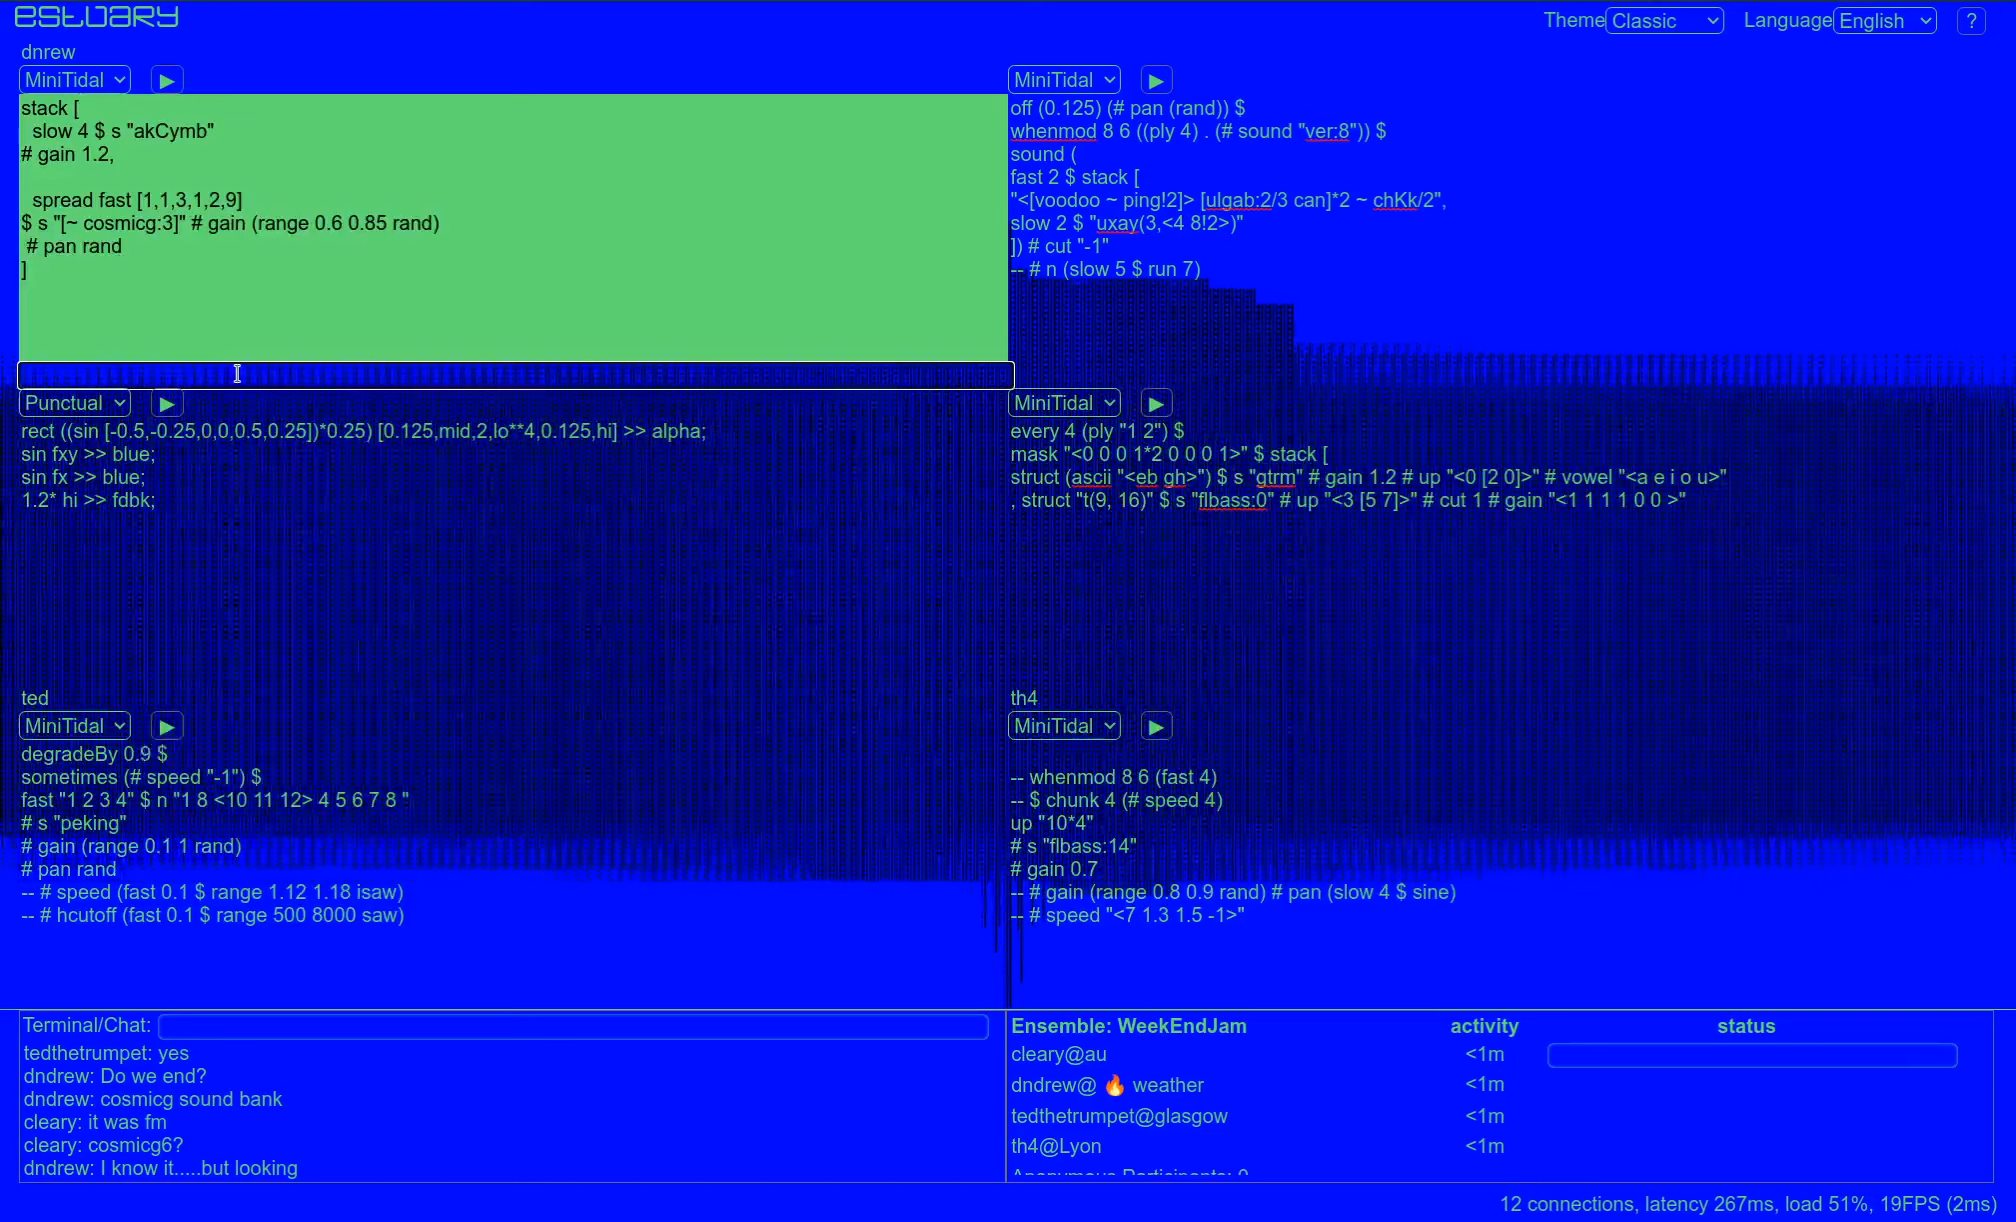 estuary
Theme Classic Language English ?
dnrew
MiniTidal ▶
stack [
slow 4 $ s "akCymb"
# gain 1.2,
spread fast [1,1,3,1,2,9]
$ s "[~ cosmicg:3]" # gain (range 0.6 0.85 rand)
# pan rand
]
MiniTidal ▶
off (0.125) (# pan (rand)) $
whenmod 8 6 ((ply 4) . (# sound "ver:8")) $
sound (
fast 2 $ stack [
"<[voodoo ~ ping!2]> [ulgab:2/3 can]*2 ~ chKk/2",
slow 2 $ "uxay(3,<4 8!2>)"
]) # cut "-1"
-- # n (slow 5 $ run 7)
Punctual ▶
rect ((sin [-0.5,-0.25,0,0,0.5,0.25])*0.25) [0.125,mid,2,lo**4,0.125,hi] >> alpha;
sin fxy >> blue;
sin fx >> blue;
1.2* hi >> fdbk;
MiniTidal ▶
every 4 (ply "1 2") $
mask "<0 0 0 1*2 0 0 0 1>" $ stack [
struct (ascii "<eb gh>") $ s "gtrm" # gain 1.2 # up "<0 [2 0]>" # vowel "<a e i o u>"
, struct "t(9, 16)" $ s "flbass:0" # up "<3 [5 7]>" # cut 1 # gain "<1 1 1 1 0 0 >"
ted
MiniTidal ▶
degradeBy 0.9 $
sometimes (# speed "-1") $
fast "1 2 3 4" $ n "1 8 <10 11 12> 4 5 6 7 8 "
# s "peking"
# gain (range 0.1 1 rand)
# pan rand
-- # speed (fast 0.1 $ range 1.12 1.18 isaw)
-- # hcutoff (fast 0.1 $ range 500 8000 saw)
th4
MiniTidal ▶
-- whenmod 8 6 (fast 4)
-- $ chunk 4 (# speed 4)
up "10*4"
# s "flbass:14"
# gain 0.7
-- # gain (range 0.8 0.9 rand) # pan (slow 4 $ sine)
-- # speed "<7 1.3 1.5 -1>"
Terminal/Chat:
tedthetrumpet: yes
dndrew: Do we end?
dndrew: cosmicg sound bank
cleary: it was fm
cleary: cosmicg6?
dndrew: I know it.....but looking
Ensemble: WeekEndJam activity status
cleary@au <1m
dndrew@ 🔥 weather <1m
tedthetrumpet@glasgow <1m
th4@Lyon <1m
Anonymous Participants: 0
12 connections, latency 267ms, load 51%, 19FPS (2ms)